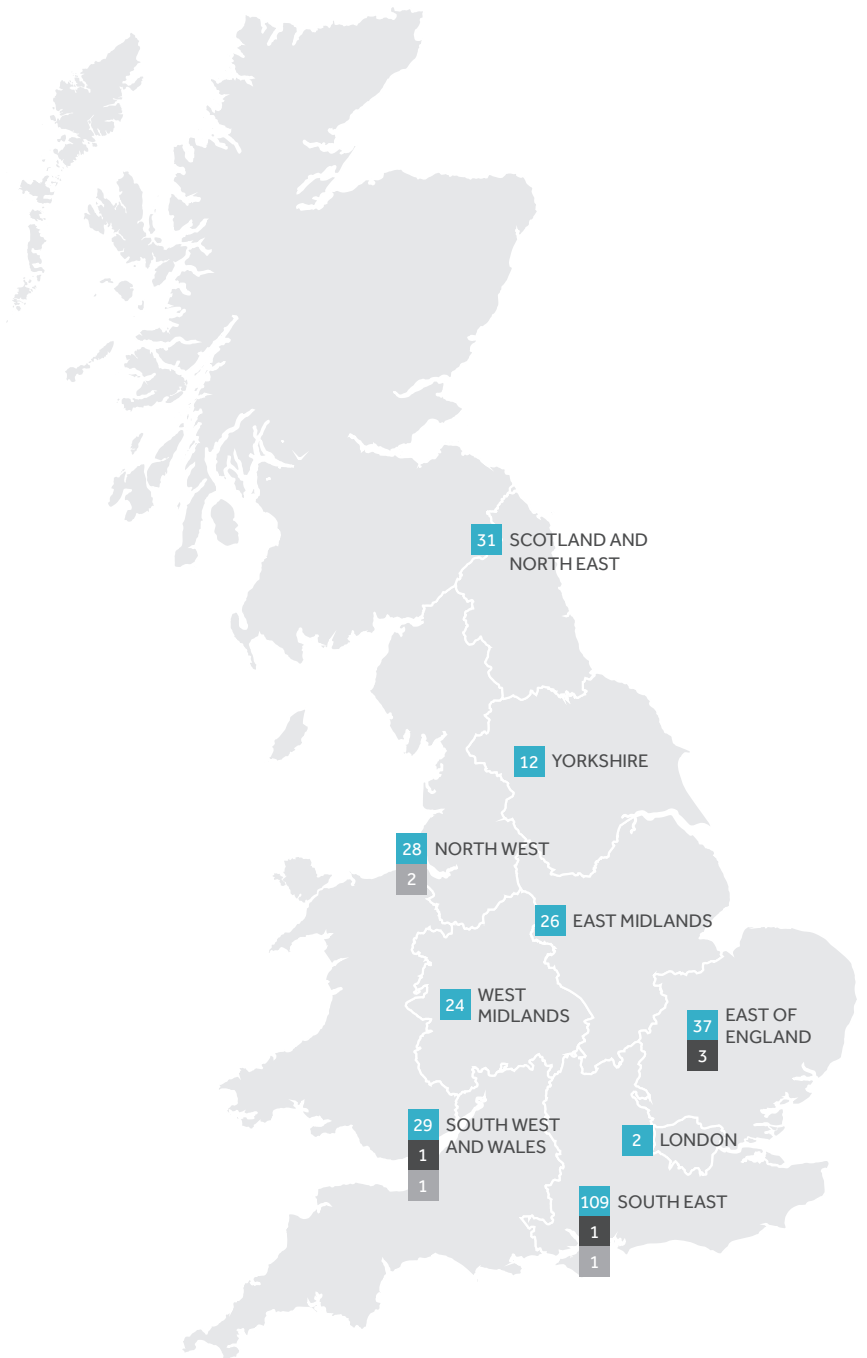 31 SCOTLAND AND
NORTH EAST
12 YORKSHIRE
28 NORTH WEST
2
26 EAST MIDLANDS
24 WEST
MIDLANDS
37 EAST OF
ENGLAND
3
29 SOUTH WEST
AND WALES
1
1
2 LONDON
109 SOUTH EAST
1
1